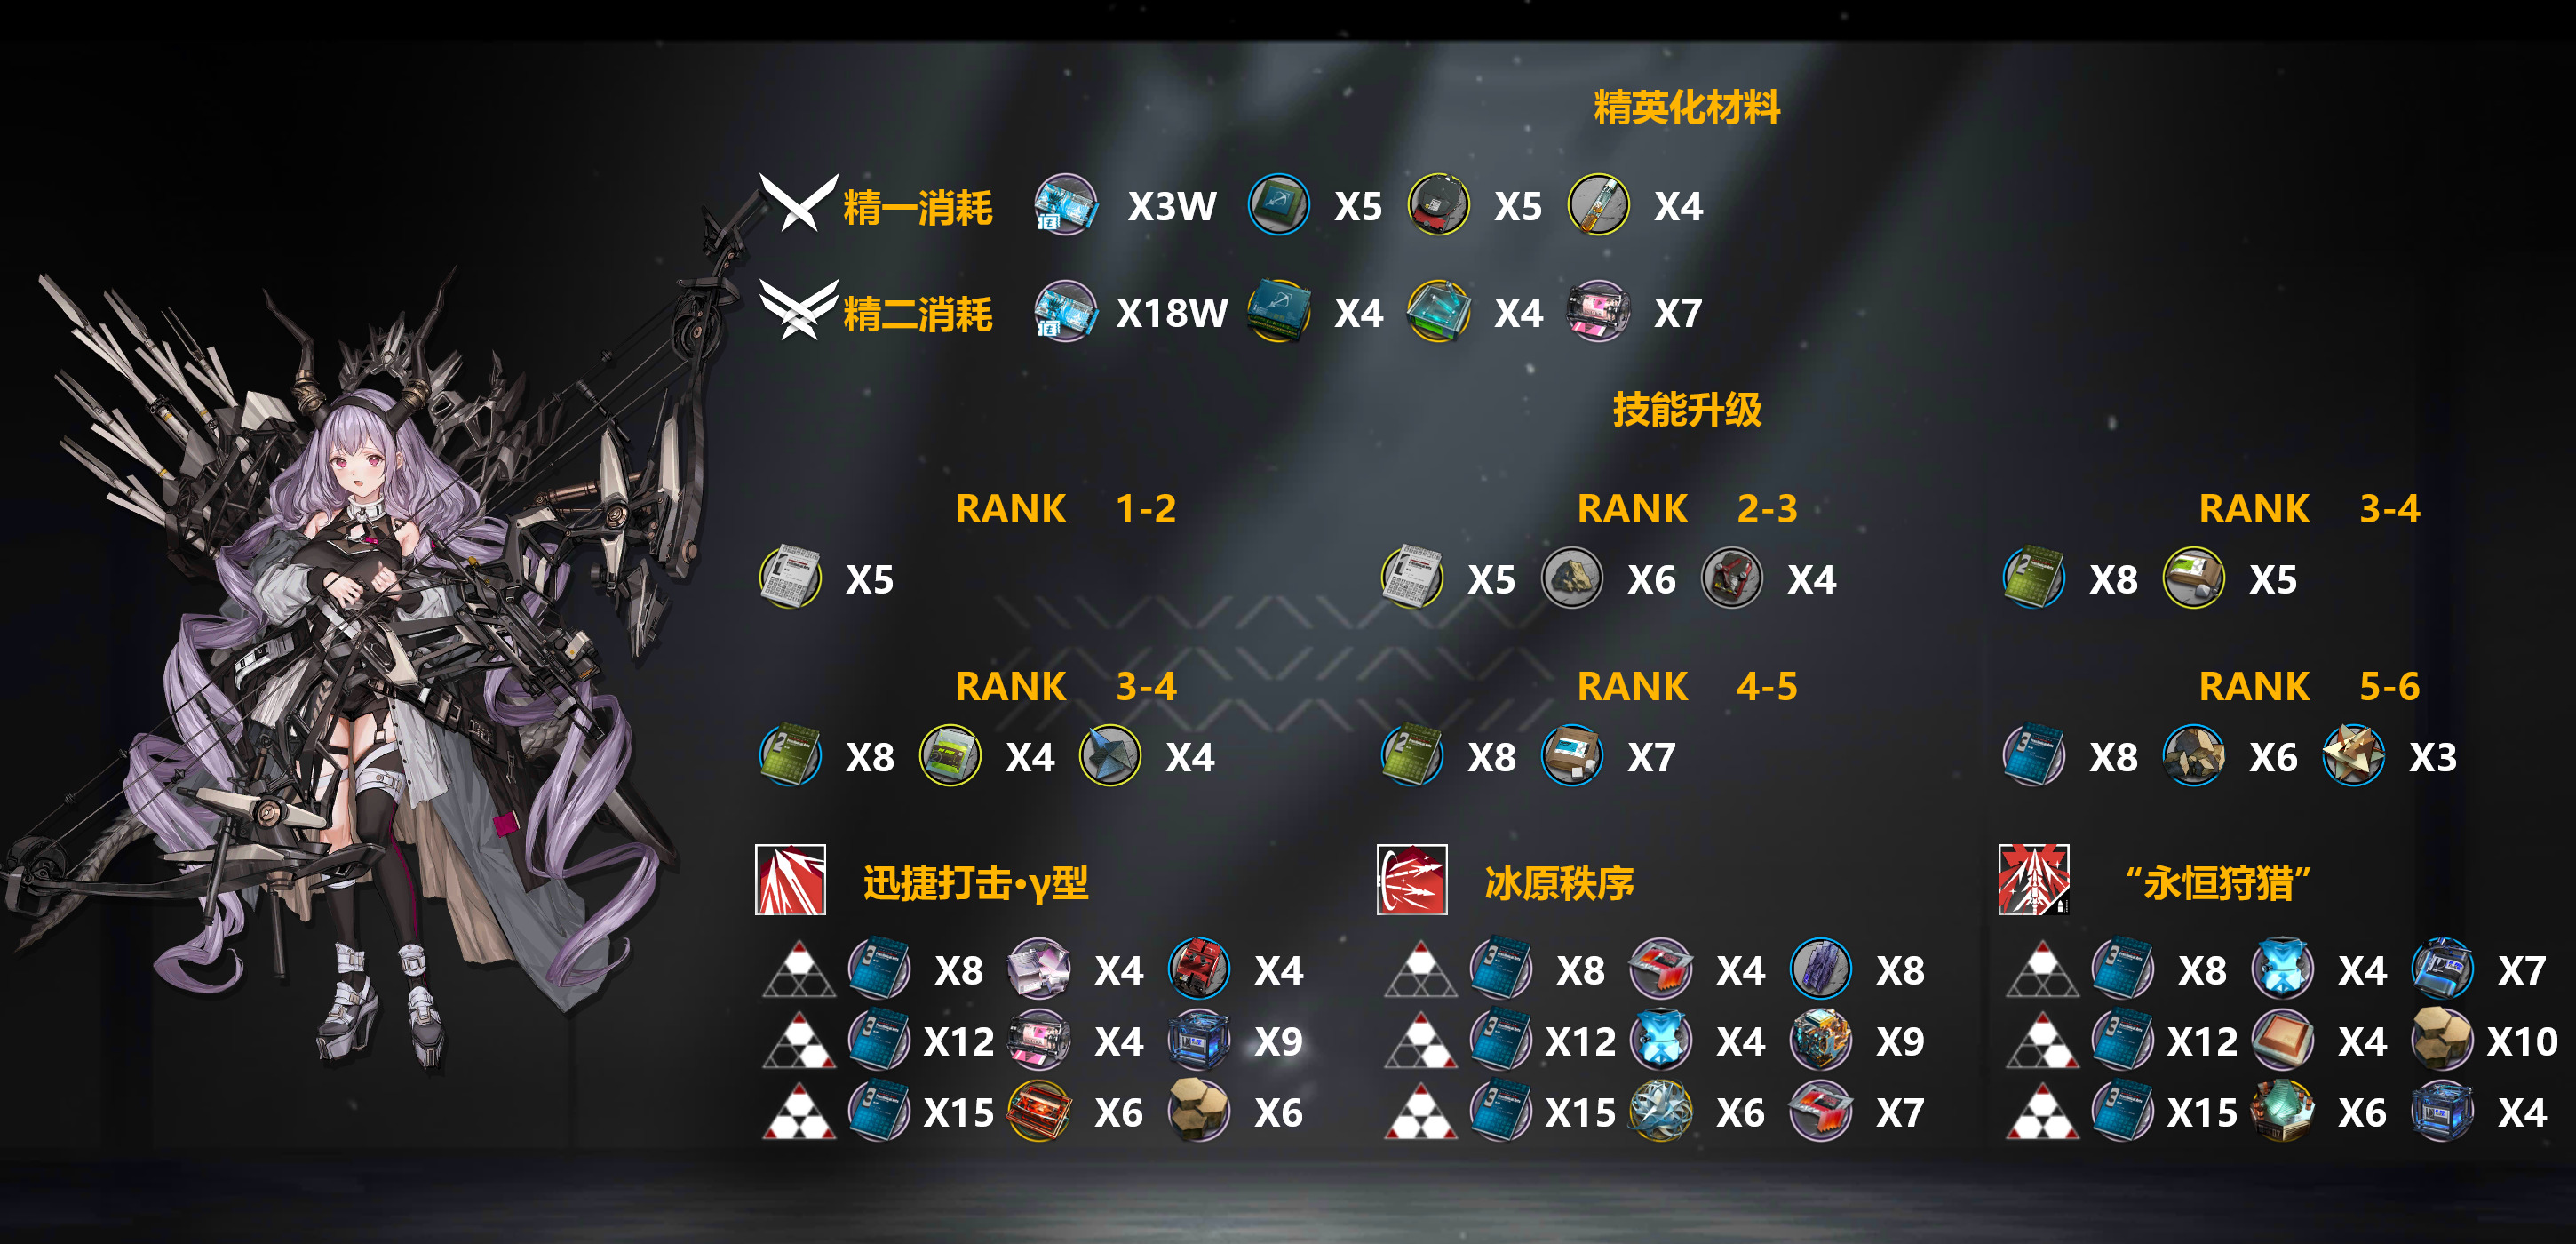 精英化材料
精一消耗 X3W X5 X5 X4
精二消耗 X18W X4 X4 X7
技能升级
RANK 1-2 RANK 2-3 RANK 3-4
X5 X5 X6 X4 X8 X5
RANK 3-4 RANK 4-5 RANK 5-6
X8 X4 X4 X8 X7 X8 X6 X3
迅捷打击·γ型 冰原秩序 “永恒狩猎”
X8 X4 X4 X8 X4 X8 X8 X4 X7
X12 X4 X9 X12 X4 X9 X12 X4 X10
X15 X6 X6 X15 X6 X7 X15 X6 X4